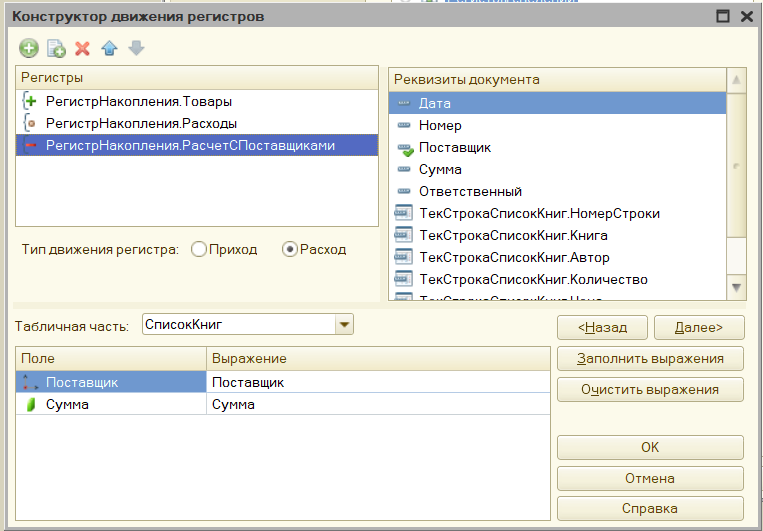 Конструктор движения регистров
Регистры
РегистрНакопления.Товары
РегистрНакопления.Расходы
РегистрНакопления.РасчетСПоставщиками
Тип движения регистра: Приход Расход
Реквизиты документа
Дата
Номер
Поставщик
Сумма
Ответственный
ТекСтрокаСписокКниг.НомерСтроки
ТекСтрокаСписокКниг.Книга
ТекСтрокаСписокКниг.Автор
ТекСтрокаСписокКниг.Количество
Табличная часть: СписокКниг
<Назад Далее>
Поле Выражение
Поставщик Поставщик
Сумма Сумма
Заполнить выражения
Очистить выражения
OK
Отмена
Справка